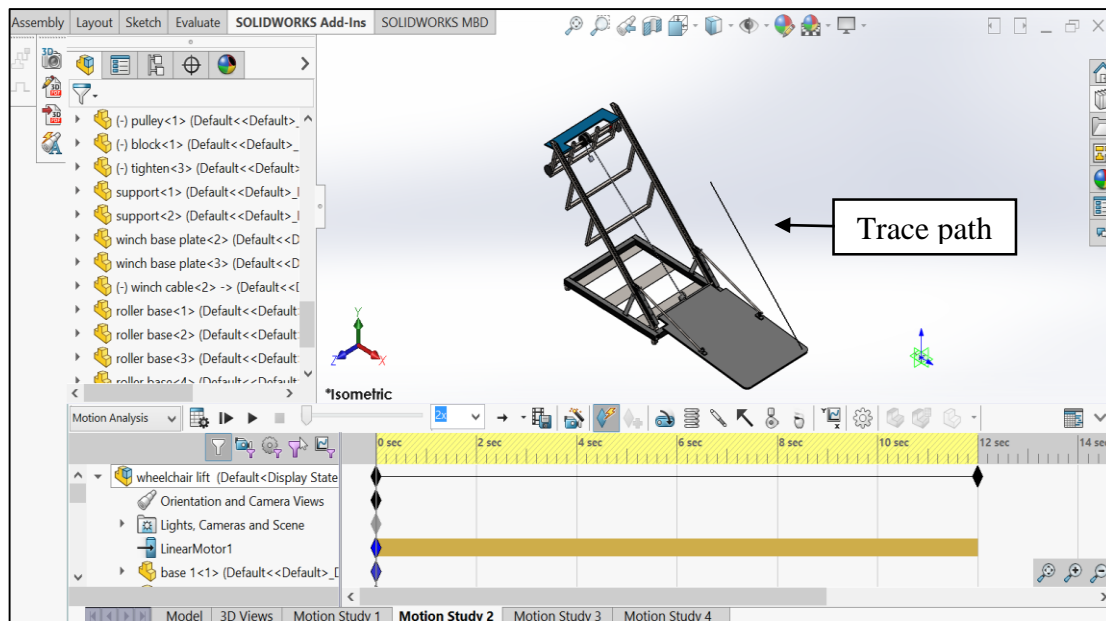 Assembly Layout Sketch Evaluate SOLIDWORKS Add-Ins SOLIDWORKS MBD
(-) pulley<1> (Default<<Default>_
(-) block<1> (Default<<Default>_
(-) tighten<3> (Default<<Default>
support<1> (Default<<Default>_
support<2> (Default<<Default>_
winch base plate<2> (Default<<D
winch base plate<3> (Default<<D
(-) winch cable<2> -> (Default<<
roller base<1> (Default<<Default>
roller base<2> (Default<<Default
roller base<3> (Default<<Default>
roller base<4> (Default<<Default>
Trace path
Y
Z
X
*Isometric
Motion Analysis 2x
0 sec 2 sec 4 sec 6 sec 8 sec 10 sec 12 sec 14 sec
wheelchair lift (Default<Display State
Orientation and Camera Views
Lights, Cameras and Scene
LinearMotor1
base 1<1> (Default<<Default>_D
Model 3D Views Motion Study 1 Motion Study 2 Motion Study 3 Motion Study 4